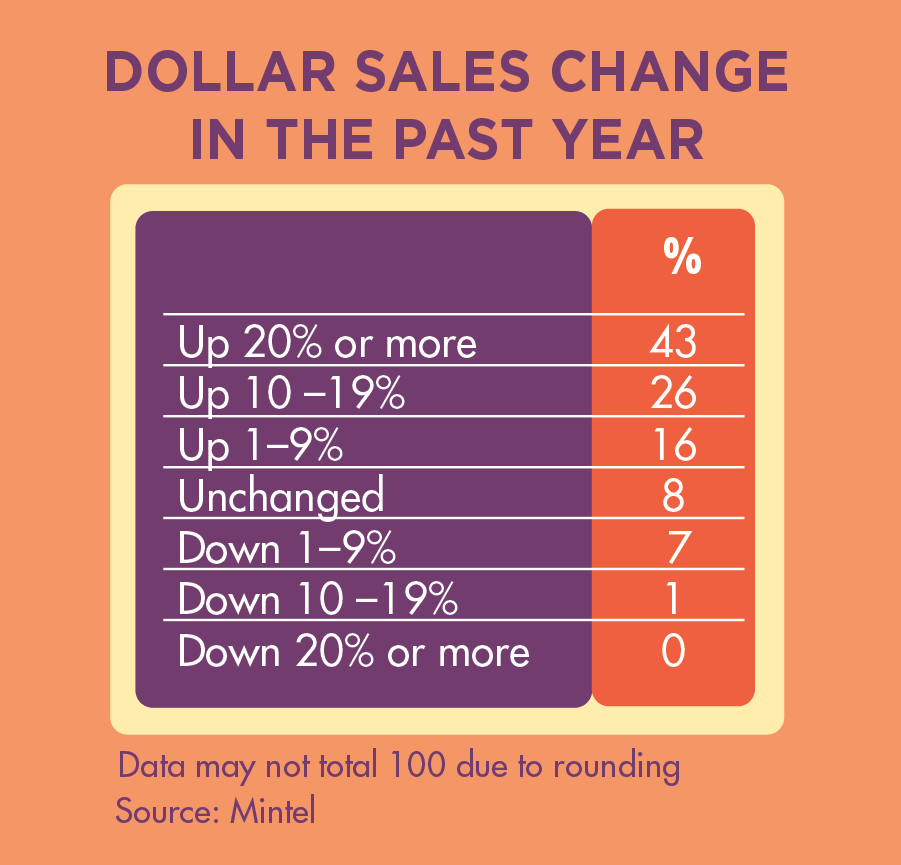 DOLLAR SALES CHANGE
IN THE PAST YEAR
%
Up 20% or more 43
Up 10 –19% 26
Up 1–9% 16
Unchanged 8
Down 1–9% 7
Down 10 –19% 1
Down 20% or more 0
Data may not total 100 due to rounding
Source: Mintel